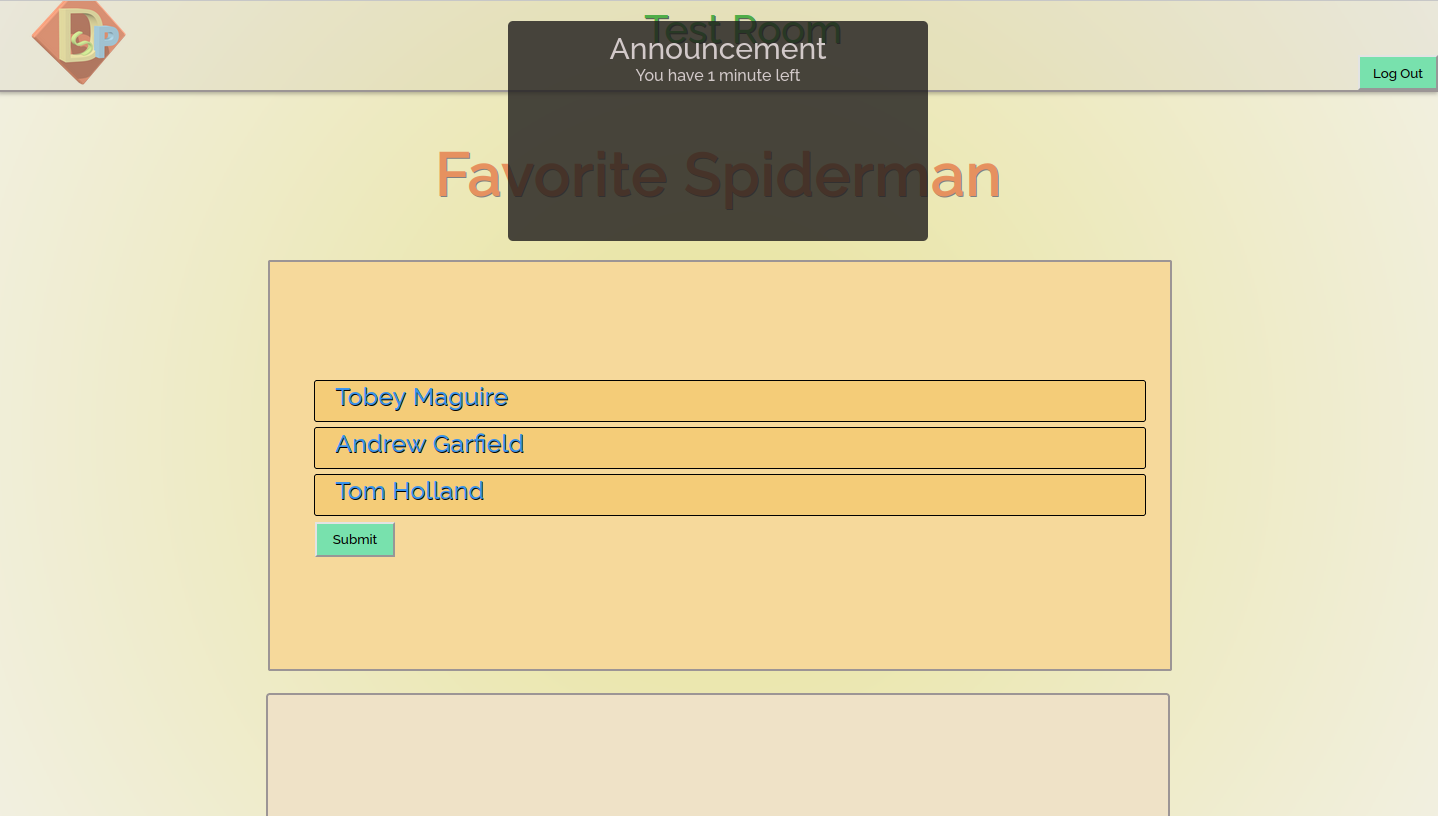 DsP
Test Room
Announcement
You have 1 minute left
Log Out
Favorite Spiderman
Tobey Maguire
Andrew Garfield
Tom Holland
Submit